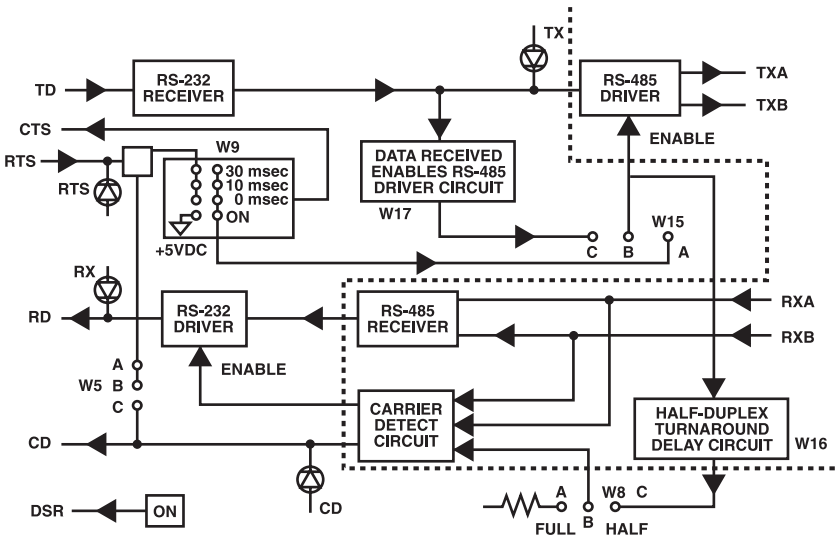 TX
TD
RS-232
RECEIVER
RS-485
DRIVER
TXA
TXB
CTS
ENABLE
W9
RTS
30 msec
10 msec
0 msec
ON
DATA RECEIVED
ENABLES RS-485
DRIVER CIRCUIT
RTS
W17
W15
+5VDC
C
B
A
RX
RD
RS-232
DRIVER
RS-485
RECEIVER
RXA
RXB
ENABLE
A
W5
B
C
CARRIER
DETECT
CIRCUIT
HALF-DUPLEX
TURNAROUND
DELAY CIRCUIT
W16
CD
CD
DSR
ON
A
W8
C
FULL
B
HALF